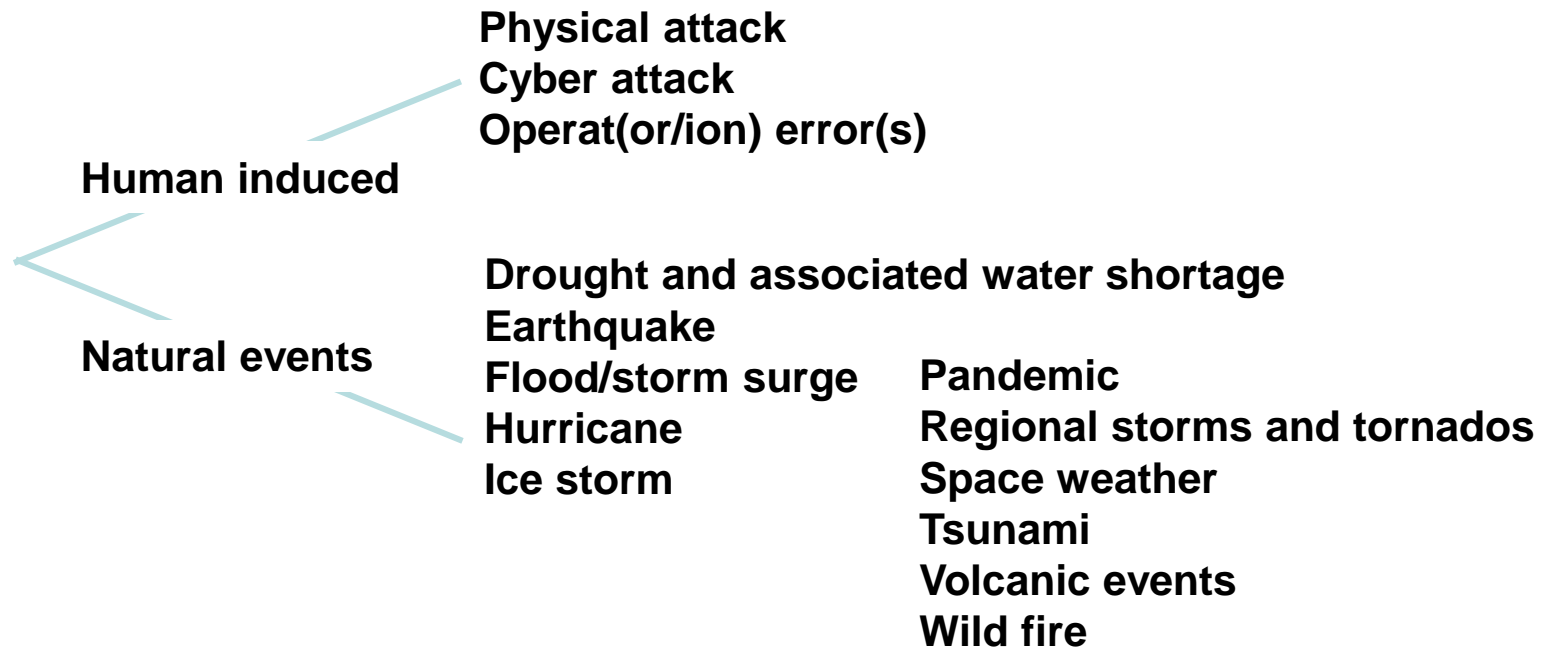 Physical attack
Cyber attack
Operat(or/ion) error(s)
Human induced
Natural events
Drought and associated water shortage
Earthquake
Flood/storm surge
Hurricane
Ice storm
Pandemic
Regional storms and tornados
Space weather
Tsunami
Volcanic events
Wild fire